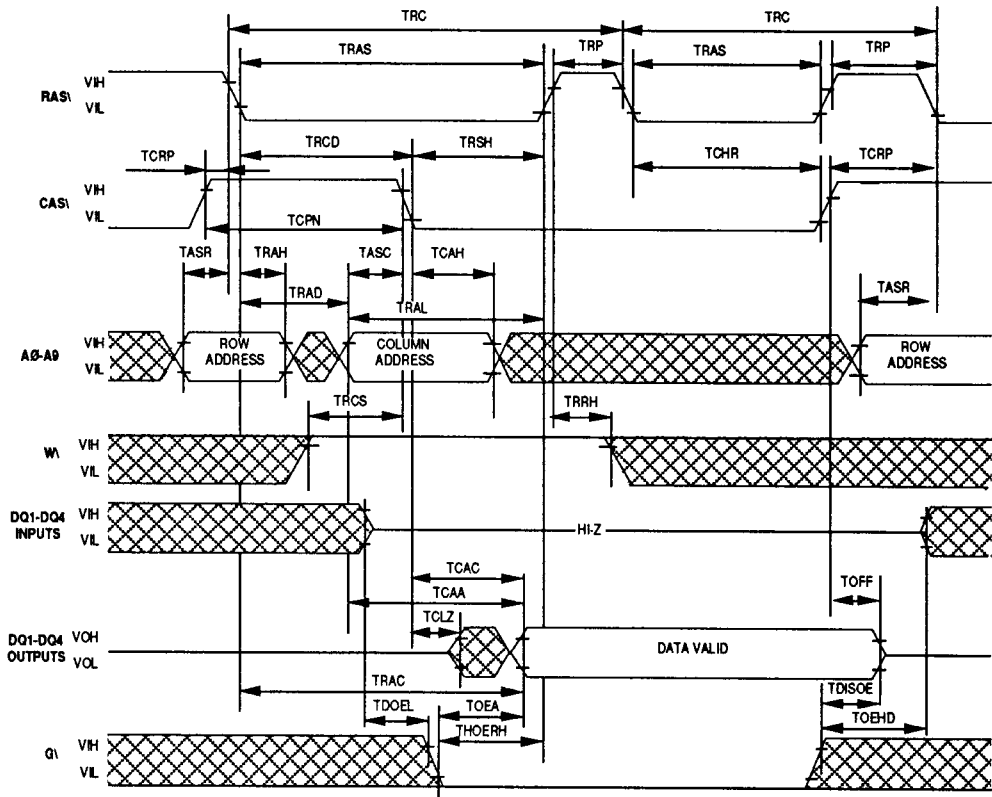 TRC TRC
TRAS TRP TRAS TRP
RAS\ VIH
VIL
TRCD TRSH
TCRP TCHR TCRP
CAS\ VIH
VIL
TCPN
TASR TRAH TASC TCAH
TRAD TRAL TASR
AØ-A9 VIH
VIL
ROW ADDRESS
COLUMN ADDRESS
ROW ADDRESS
TRCS TRRH
W\ VIH
VIL
DQ1-DQ4 INPUTS VIH
VIL
HI-Z
TCAC
TCAA TOFF
TCLZ
DQ1-DQ4 OUTPUTS VOH
VOL
DATA VALID
TRAC TDISOE
TDOEL TOEA TOEHD
THOERH
G\ VIH
VIL